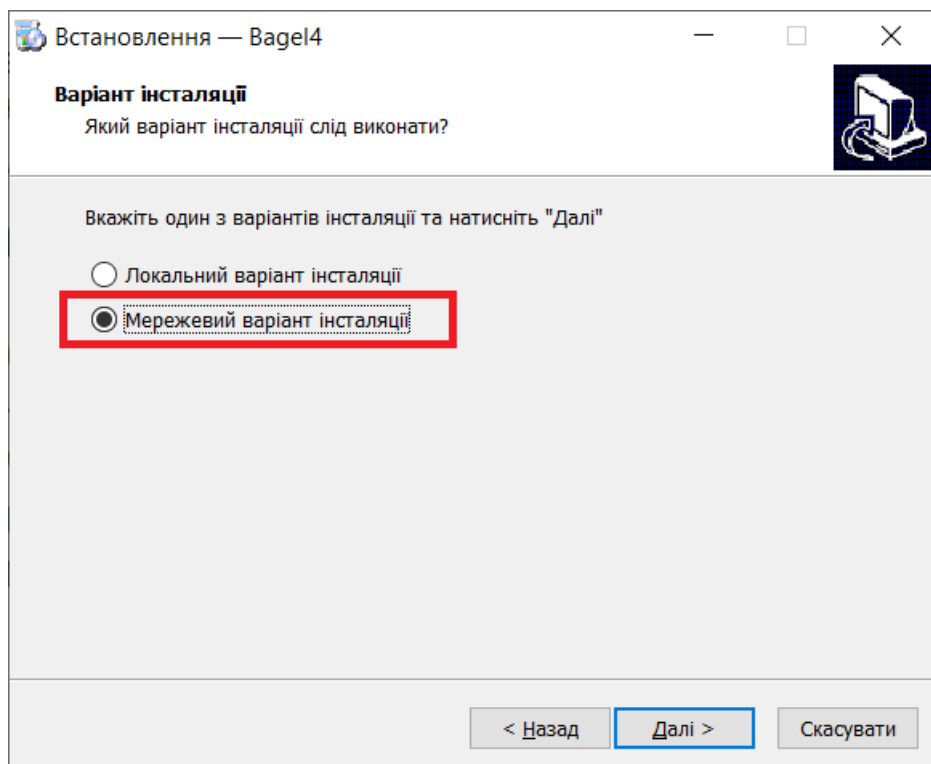 Встановлення — Bagel4
Варіант інсталяції
Який варіант інсталяції слід виконати?
Вкажіть один з варіантів інсталяції та натисніть "Далі"
Локальний варіант інсталяції
Мережевий варіант інсталяції
< Назад
Далі >
Скасувати